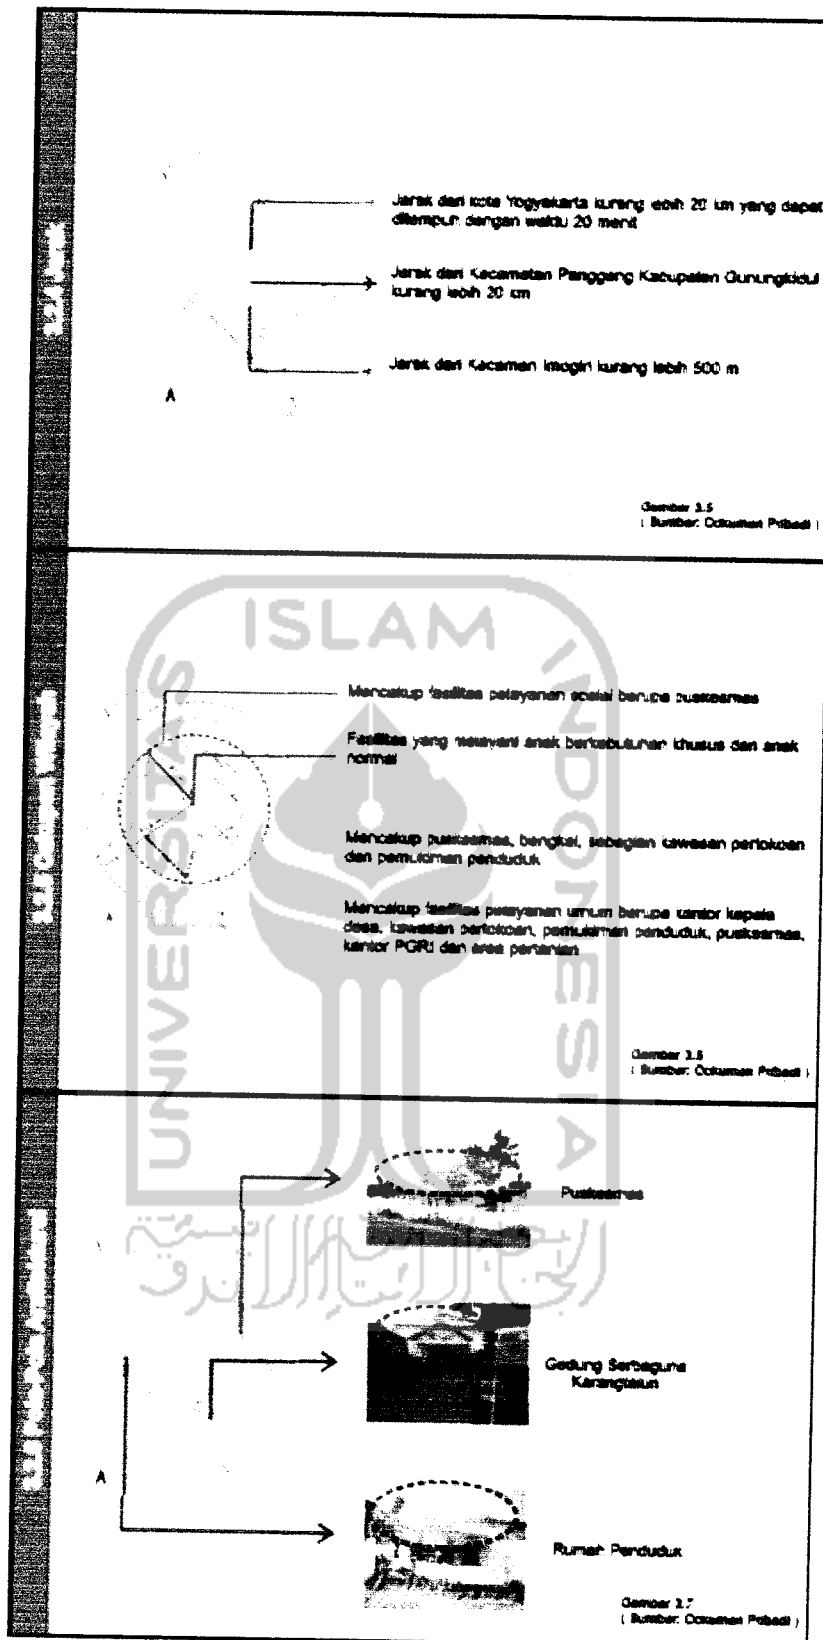 Jarak dari kota Yogyakarta kurang lebih 20 km yang dapat
ditempuh dengan waktu 20 menit
Jarak dari Kecamatan Panggang Kabupaten Gunungkidul
kurang lebih 20 km
Jarak dari Kecaman Imogiri kurang lebih 500 m
A
Gambar 3.5
( Sumber: Dokumen Pribadi )
Mencakup fasilitas pelayanan sosial berupa puskesmas
Fasilitas yang melayani anak berkebutuhan khusus dan anak
normal
Mencakup puskesmas, bengkel, sebagian kawasan pertokoan
dan pemukiman penduduk
Mencakup fasilitas pelayanan umum berupa kantor kepala
desa, kawasan pertokoan, pemukiman penduduk, puskesmas,
kantor PGRI dan area pertanian
Gambar
( Sumber: Dokumen Pribadi )
Puskesmas
Gedung Serbaguna
Karangtalun
A
Rumah Penduduk
Gambar 3.7
( Sumber: Dokumen Pribadi )
UNIVERSITAS
ISLAM
INDONESIA